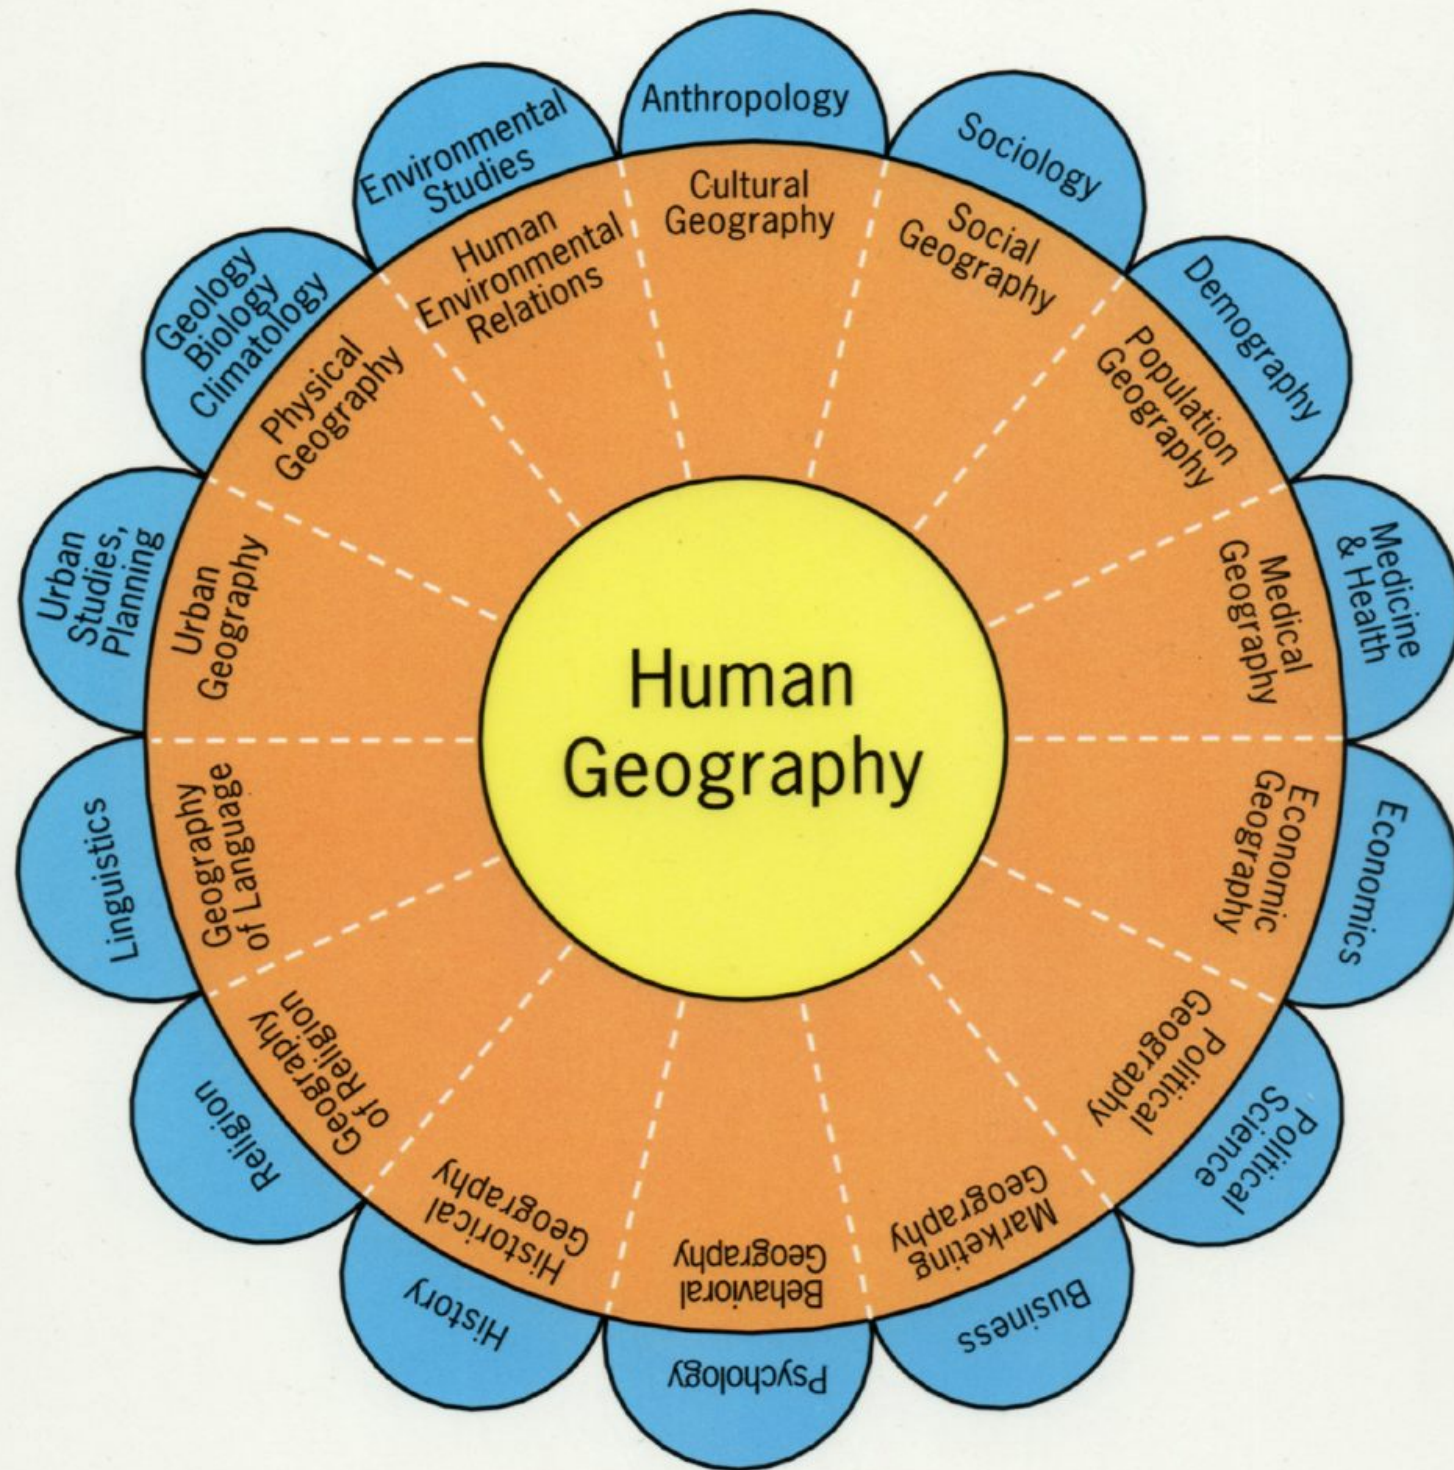 Human
Geography
Anthropology
Cultural
Geography
Sociology
Social
Geography
Demography
Population
Geography
Medicine
& Health
Medical
Geography
Economics
Economic
Geography
Political
Science
Political
Geography
Business
Marketing
Geography
Psychology
Behavioral
Geography
History
Historical
Geography
Religion
Geography
of Religion
Linguistics
Geography
of Language
Urban
Studies,
Planning
Urban
Geography
Geology
Biology
Climatology
Physical
Geography
Environmental
Studies
Human
Environmental
Relations